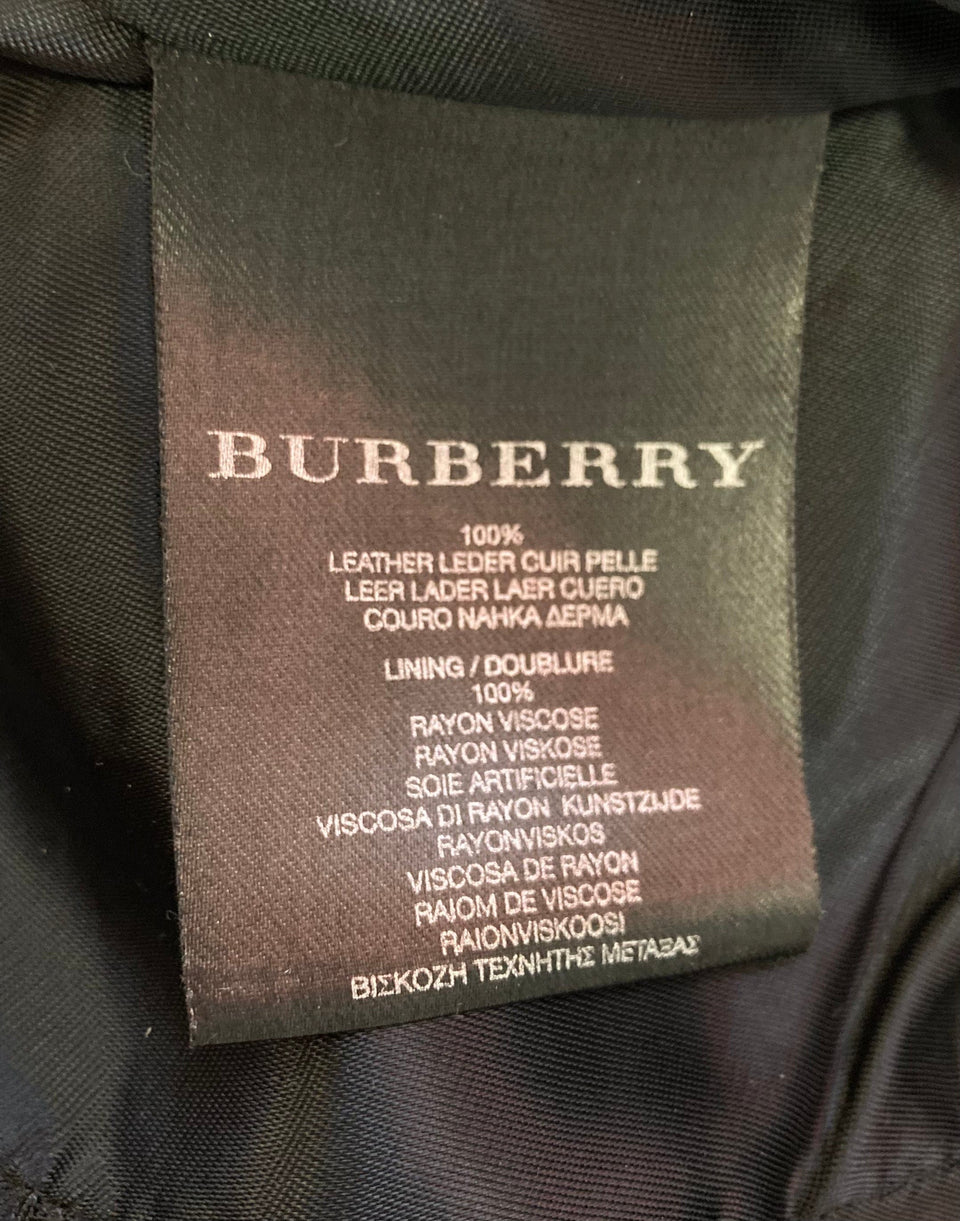 BURBERRY
100%
LEATHER LEDER CUIR PELLE
LEER LADER LAER CUERO
COURO NAHKA ΔΕΡΜΑ
LINING / DOUBLURE
100%
RAYON VISCOSE
RAYON VISKOSE
SOIE ARTIFICIELLE
VISCOSA DI RAYON KUNSTZIJDE
RAYONVISKOS
VISCOSA DE RAYON
RAIOM DE VISCOSE
RAIONVISKOOSI
ΒΙΣΚΟΖΗ ΤΕΧΝΗΤΗΣ ΜΕΤΑΞΑΣ